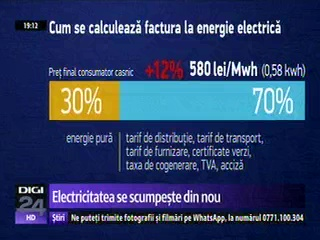 19:12
Cum se calculează factura la energie electrică
Preț final consumator casnic +12% 580 lei/Mwh (0,58 kwh)
30% 70%
energie pură
tarif de distribuție, tarif de transport,
tarif de furnizare, certificate verzi,
taxa de cogenerare, TVA, acciză
DIGI
24
HD
Electricitatea se scumpește din nou
Știri Ne puteți trimite fotografii și filmări pe WhatsApp, la numărul 0771.100.304